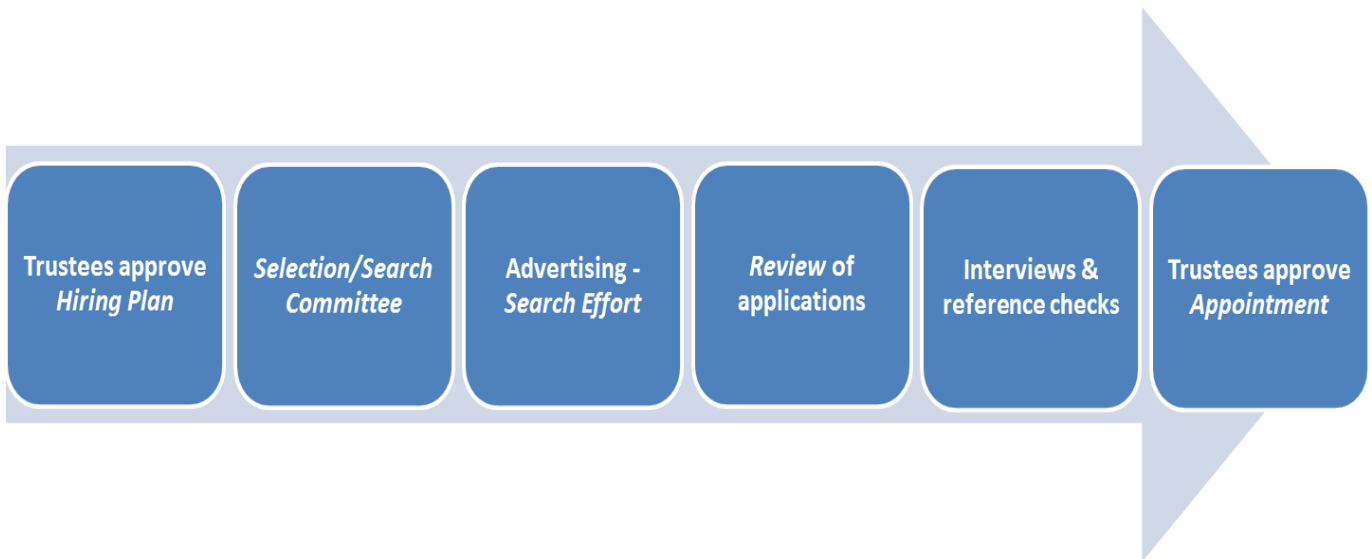 Trustees approve
Hiring Plan
Selection/Search
Committee
Advertising -
Search Effort
Review of
applications
Interviews &
reference checks
Trustees approve
Appointment